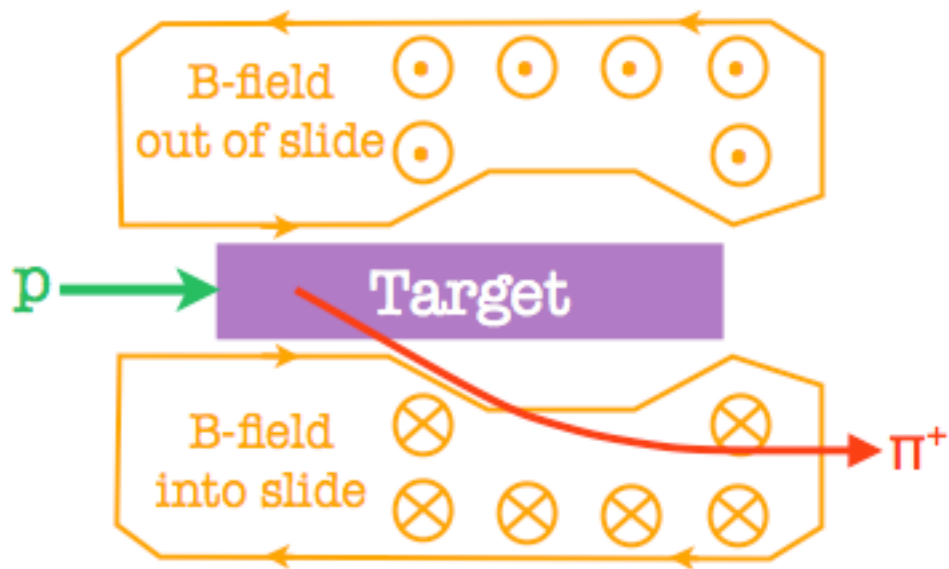 B-field
out of slide
p
Target
B-field
into slide
π⁺